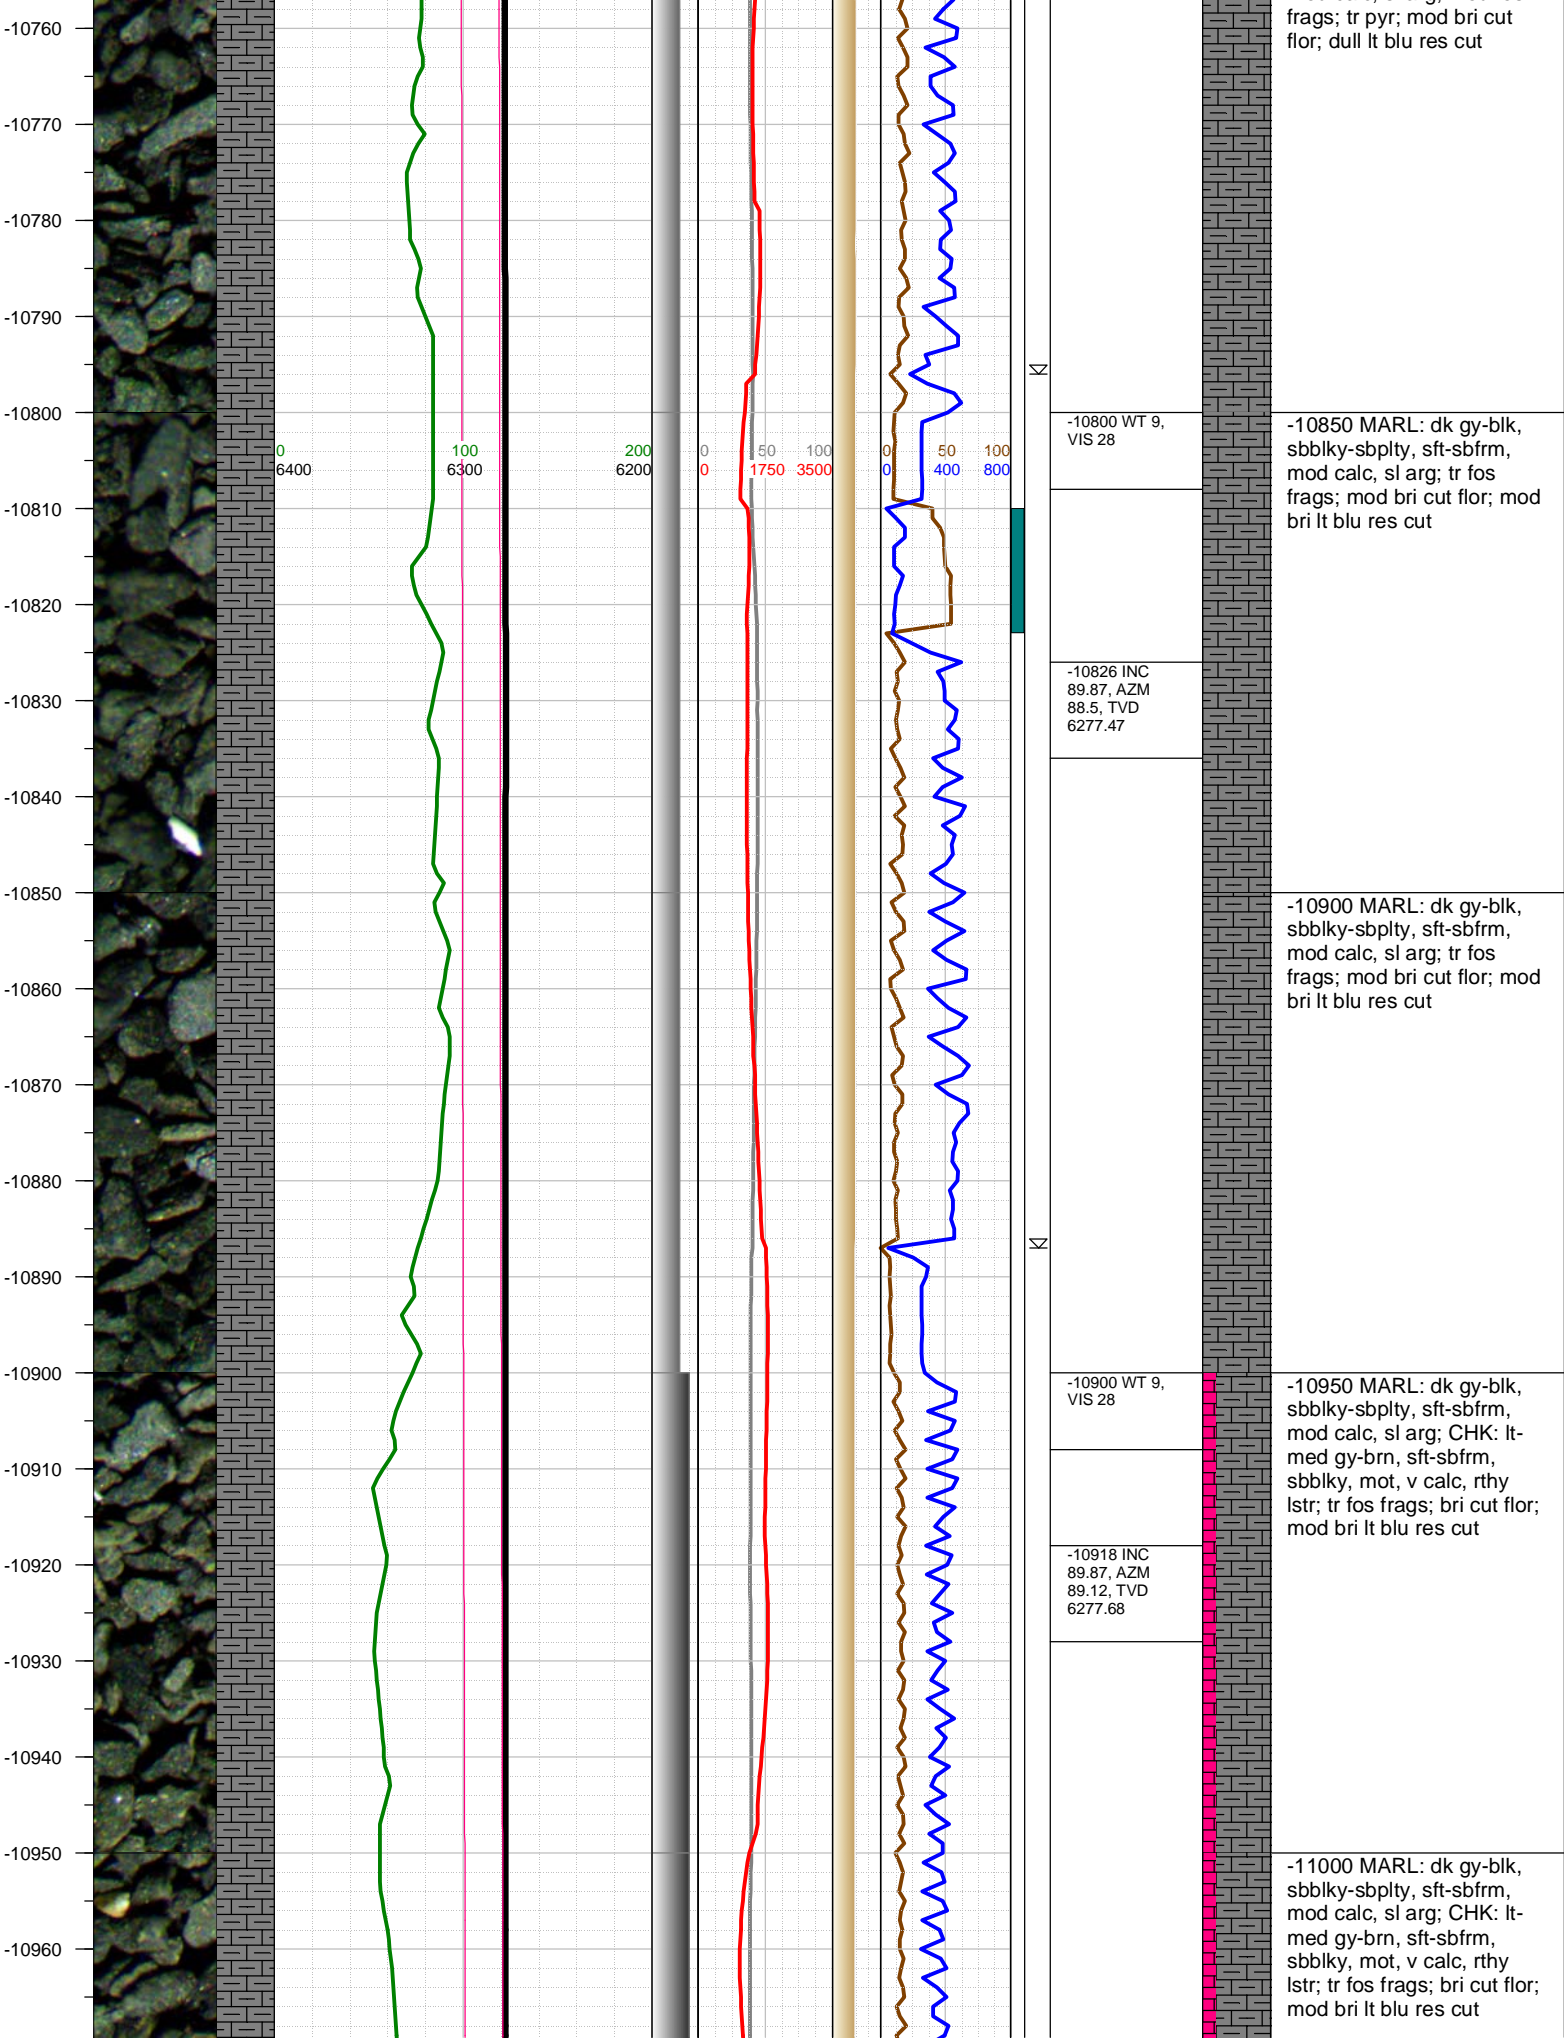 frags; tr pyr; mod bri cut
flor; dull lt blu res cut
-10760
-10770
-10780
-10790
-10800
-10800 WT 9,
VIS 28
-10850 MARL: dk gy-blk,
sbblky-sbplty, sft-sbfrm,
mod calc, sl arg; tr fos
frags; mod bri cut flor; mod
bri lt blu res cut
0 100 200 0 50 100 0 50 100
6400 6300 6200 0 1750 3500 0 400 800
-10810
-10820
-10826 INC
89.87, AZM
88.5, TVD
6277.47
-10830
-10840
-10850
-10900 MARL: dk gy-blk,
sbblky-sbplty, sft-sbfrm,
mod calc, sl arg; tr fos
frags; mod bri cut flor; mod
bri lt blu res cut
-10860
-10870
-10880
-10890
-10900
-10900 WT 9,
VIS 28
-10950 MARL: dk gy-blk,
sbblky-sbplty, sft-sbfrm,
mod calc, sl arg; CHK: lt-
med gy-brn, sft-sbfrm,
sbblky, mot, v calc, rthy
lstr; tr fos frags; bri cut flor;
mod bri lt blu res cut
-10910
-10920
-10918 INC
89.87, AZM
89.12, TVD
6277.68
-10930
-10940
-10950
-11000 MARL: dk gy-blk,
sbblky-sbplty, sft-sbfrm,
mod calc, sl arg; CHK: lt-
med gy-brn, sft-sbfrm,
sbblky, mot, v calc, rthy
lstr; tr fos frags; bri cut flor;
mod bri lt blu res cut
-10960